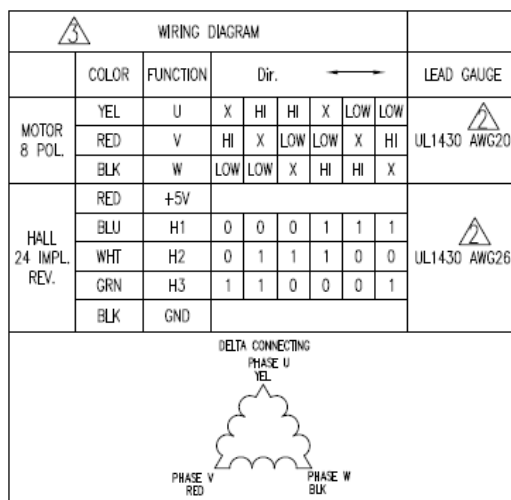 3 WIRING DIAGRAM
COLOR FUNCTION Dir. LEAD GAUGE
MOTOR 8 POL.
YEL U X HI HI X LOW LOW
RED V HI X LOW LOW X HI
BLK W LOW LOW X HI HI X
2
UL1430 AWG20
HALL 24 IMPL. REV.
RED +5V
BLU H1 0 0 0 1 1 1
WHT H2 0 1 1 1 0 0
GRN H3 1 1 0 0 0 1
BLK GND
2
UL1430 AWG26
DELTA CONNECTING
PHASE U
YEL
PHASE V PHASE W
RED BLK